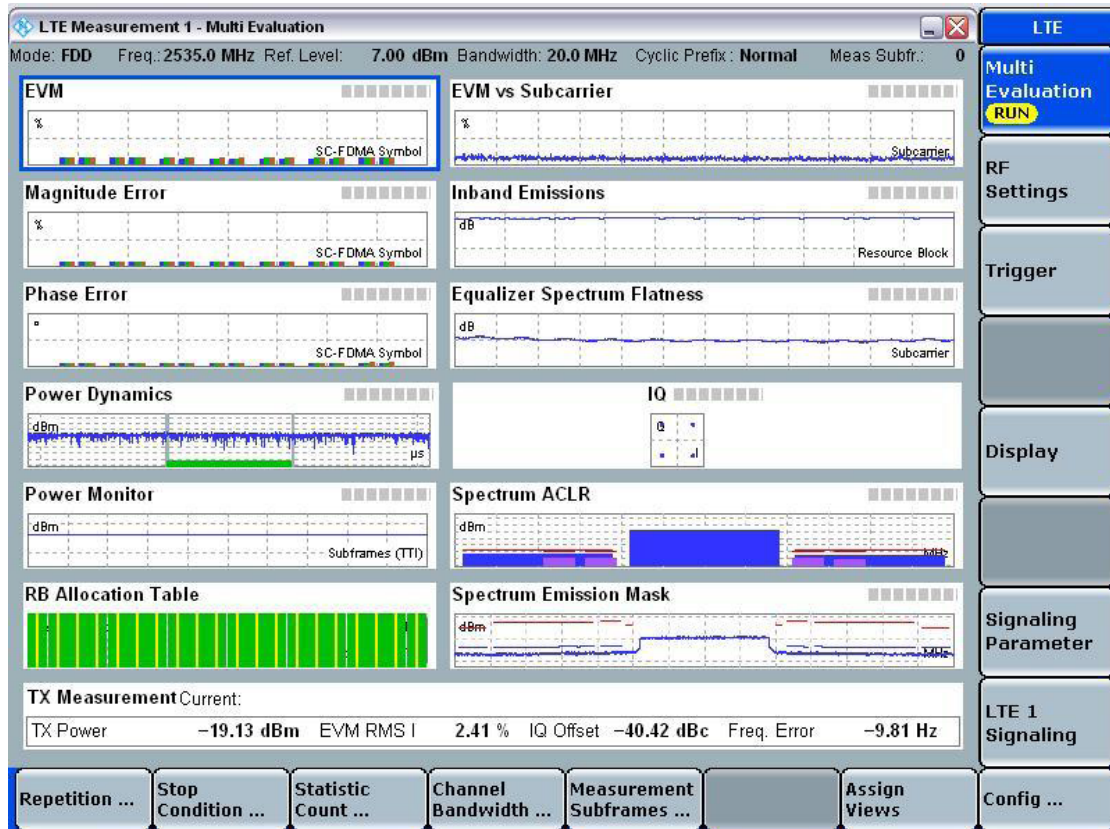 LTE Measurement 1 - Multi Evaluation
Mode: FDD Freq.: 2535.0 MHz Ref. Level: 7.00 dBm Bandwidth: 20.0 MHz Cyclic Prefix : Normal Meas Subfr.: 0
EVM
%
SC-FDMA Symbol
EVM vs Subcarrier
%
Subcarrier
Magnitude Error
%
SC-FDMA Symbol
Inband Emissions
dB
Resource Block
Phase Error
°
SC-FDMA Symbol
Equalizer Spectrum Flatness
dB
Subcarrier
Power Dynamics
dBm
µs
IQ
Q
I
Power Monitor
dBm
Subframes (TTI)
Spectrum ACLR
dBm
MHz
RB Allocation Table
Spectrum Emission Mask
dBm
MHz
TX Measurement Current:
TX Power −19.13 dBm EVM RMS l 2.41 % IQ Offset −40.42 dBc Freq. Error −9.81 Hz
LTE
Multi
Evaluation
RUN
RF
Settings
Trigger
Display
Signaling
Parameter
LTE 1
Signaling
Repetition ...
Stop
Condition ...
Statistic
Count ...
Channel
Bandwidth ...
Measurement
Subframes ...
Assign
Views
Config ...